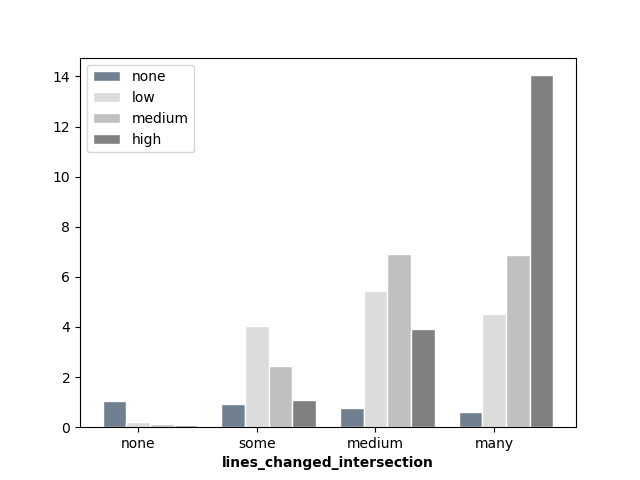 none
low
medium
high
14
12
10
8
6
4
2
0
none some medium many
lines_changed_intersection